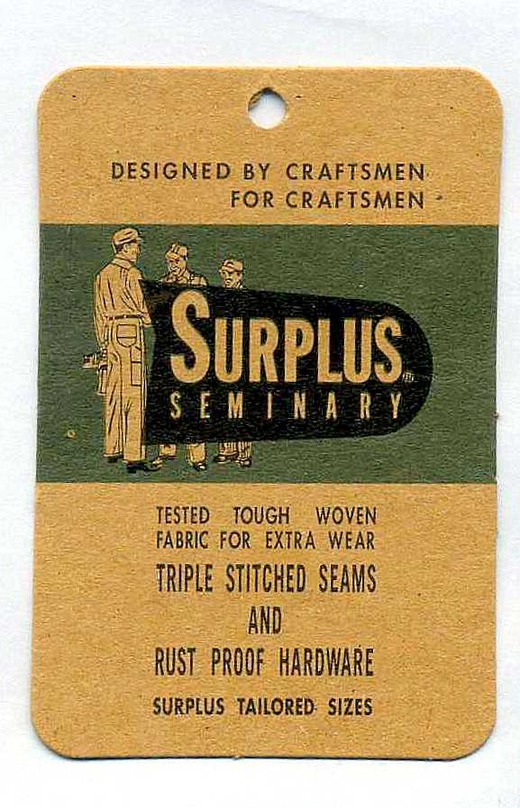 DESIGNED BY CRAFTSMEN
FOR CRAFTSMEN
SURPLUS
SEMINARY
TESTED TOUGH WOVEN
FABRIC FOR EXTRA WEAR
TRIPLE STITCHED SEAMS
AND
RUST PROOF HARDWARE
SURPLUS TAILORED SIZES